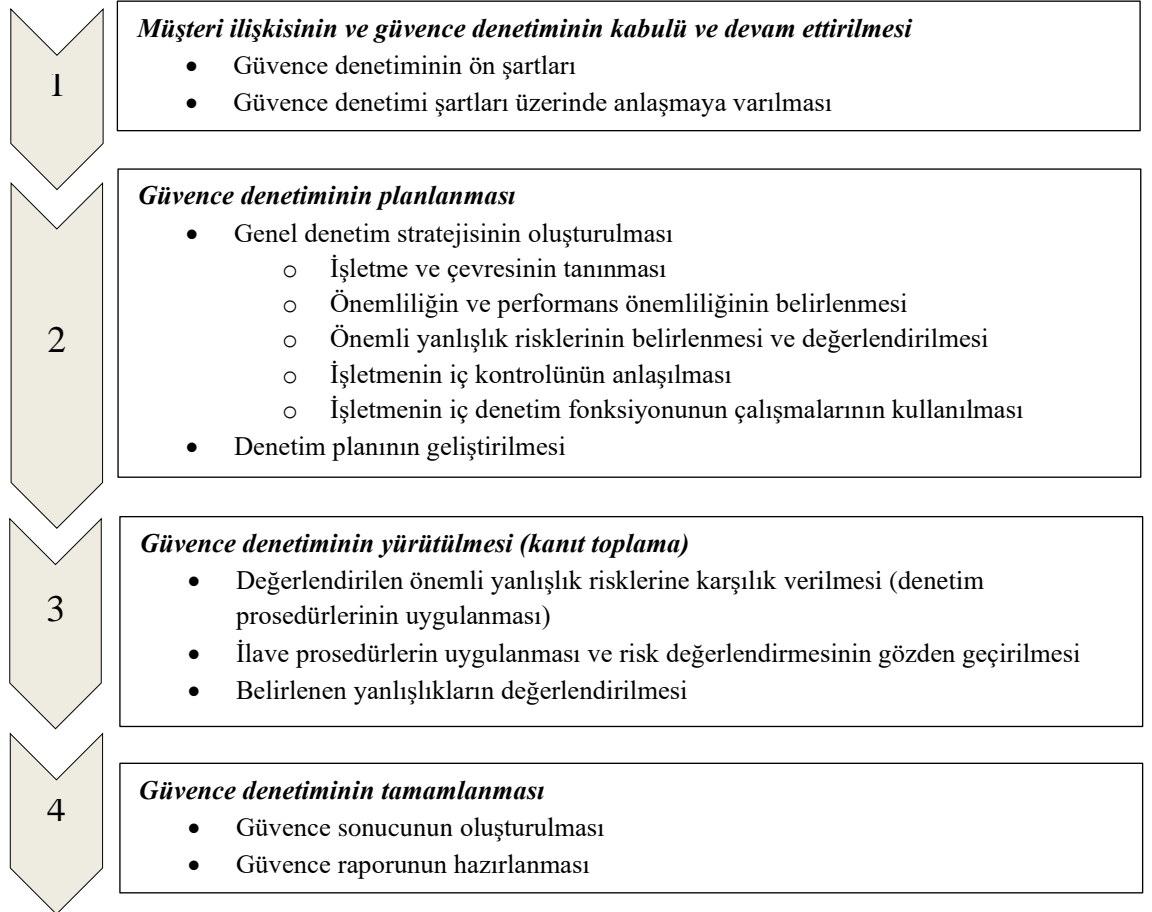 1
Müşteri ilişkisinin ve güvence denetiminin kabulü ve devam ettirilmesi
• Güvence denetiminin ön şartları
• Güvence denetimi şartları üzerinde anlaşmaya varılması
2
Güvence denetiminin planlanması
• Genel denetim stratejisinin oluşturulması
o İşletme ve çevresinin tanınması
o Önemliliğin ve performans önemliliğinin belirlenmesi
o Önemli yanlışlık risklerinin belirlenmesi ve değerlendirilmesi
o İşletmenin iç kontrolünün anlaşılması
o İşletmenin iç denetim fonksiyonunun çalışmalarının kullanılması
• Denetim planının geliştirilmesi
3
Güvence denetiminin yürütülmesi (kanıt toplama)
• Değerlendirilen önemli yanlışlık risklerine karşılık verilmesi (denetim
prosedürlerinin uygulanması)
• İlave prosedürlerin uygulanması ve risk değerlendirmesinin gözden geçirilmesi
• Belirlenen yanlışlıkların değerlendirilmesi
4
Güvence denetiminin tamamlanması
• Güvence sonucunun oluşturulması
• Güvence raporunun hazırlanması